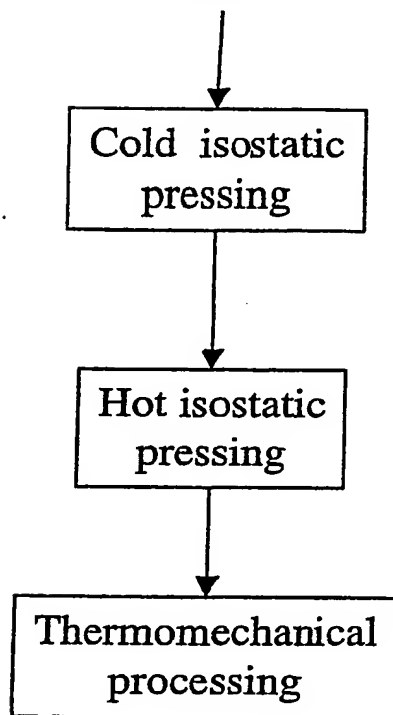 Cold isostatic
pressing
Hot isostatic
pressing
Thermomechanical
processing